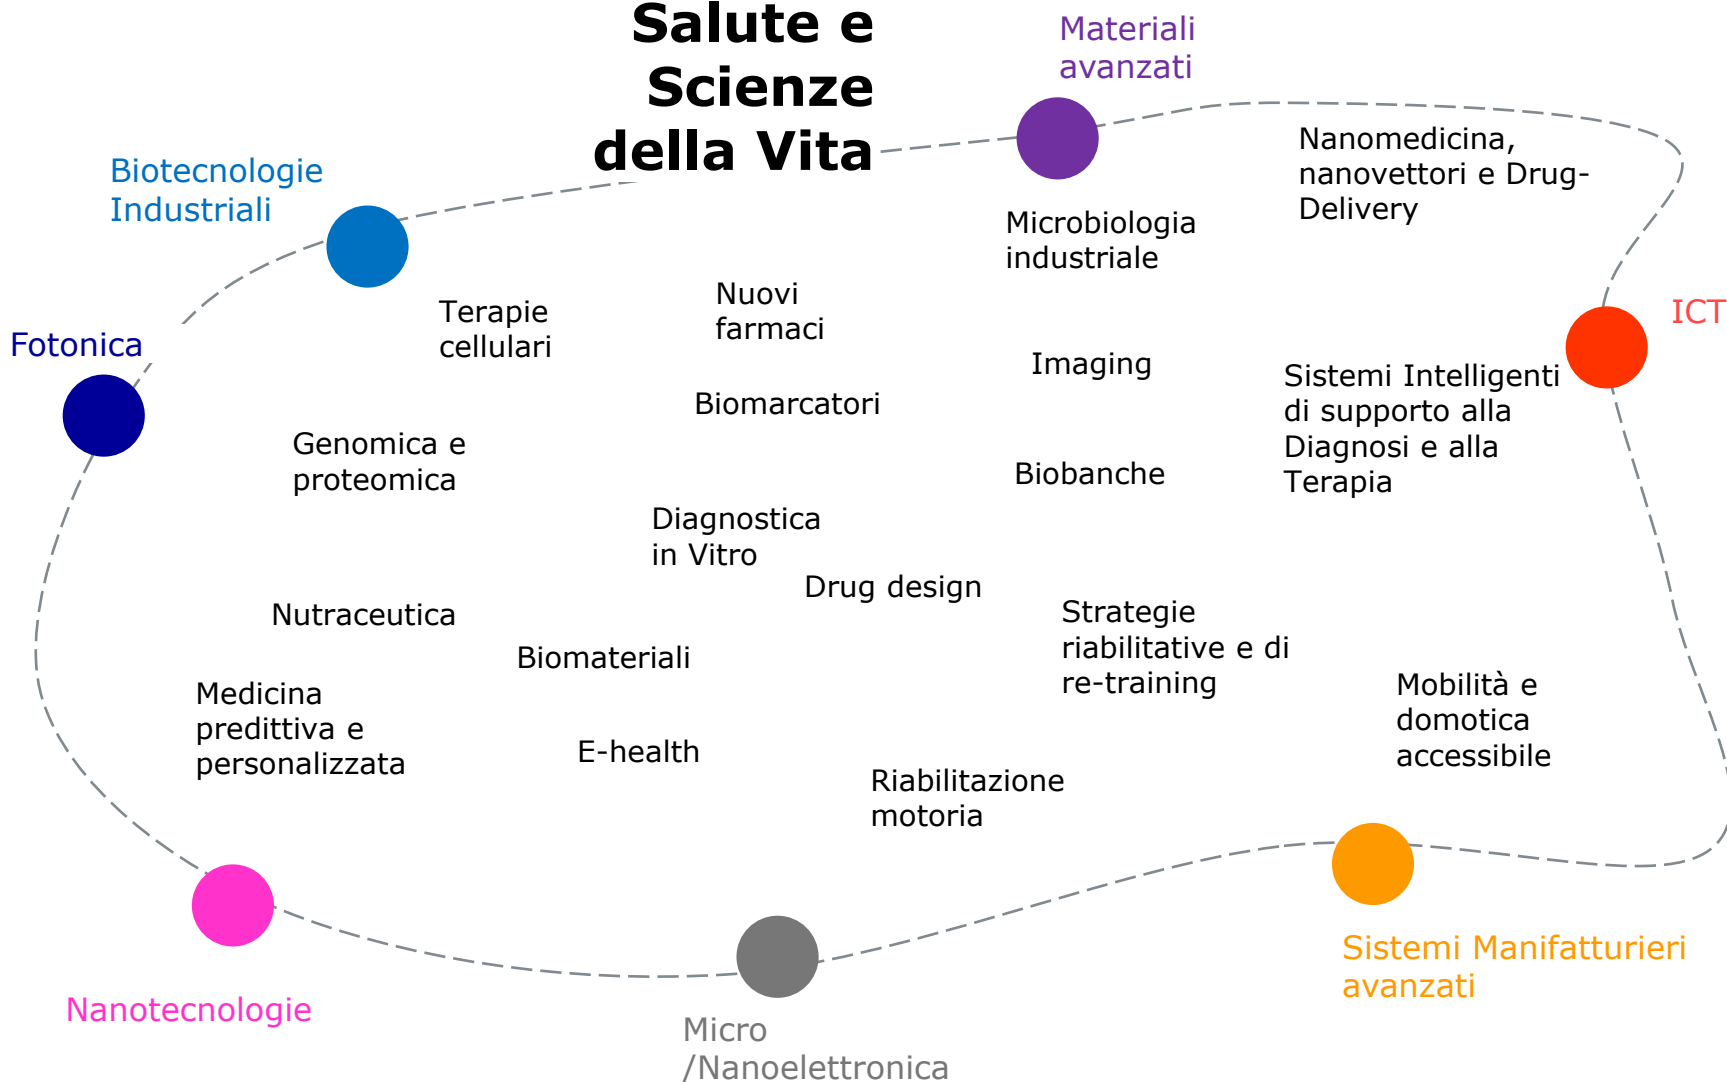 Salute e
Scienze
della Vita
Materiali
avanzati
Biotecnologie
Industriali
Nanomedicina,
nanovettori e Drug-
Delivery
Microbiologia
industriale
Terapie
cellulari
Nuovi
farmaci
Fotonica
ICT
Imaging
Biomarcatori
Sistemi Intelligenti
di supporto alla
Diagnosi e alla
Terapia
Genomica e
proteomica
Biobanche
Diagnostica
in Vitro
Drug design
Nutraceutica
Strategie
riabilitative e di
re-training
Biomateriali
Medicina
predittiva e
personalizzata
Mobilità e
domotica
accessibile
E-health
Riabilitazione
motoria
Sistemi Manifatturieri
avanzati
Nanotecnologie
Micro
/Nanoelettronica